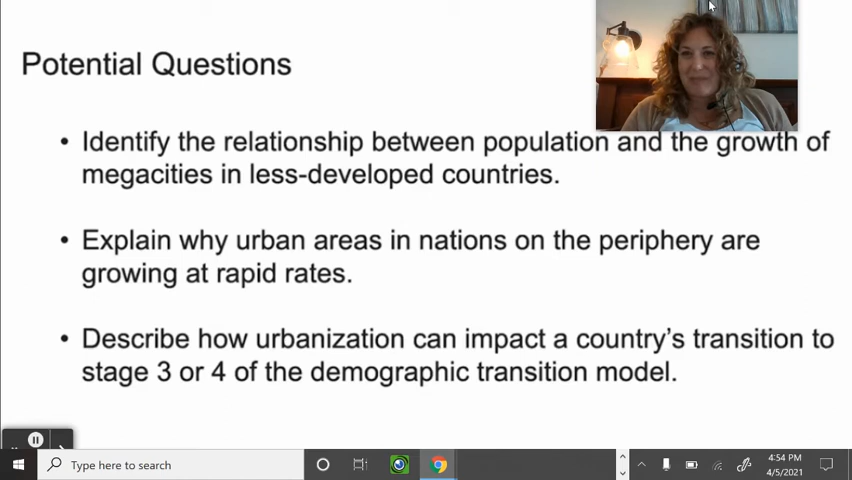 Potential Questions
• Identify the relationship between population and the growth of
megacities in less-developed countries.
• Explain why urban areas in nations on the periphery are
growing at rapid rates.
• Describe how urbanization can impact a country's transition to
stage 3 or 4 of the demographic transition model.
Type here to search
4:54 PM
4/5/2021